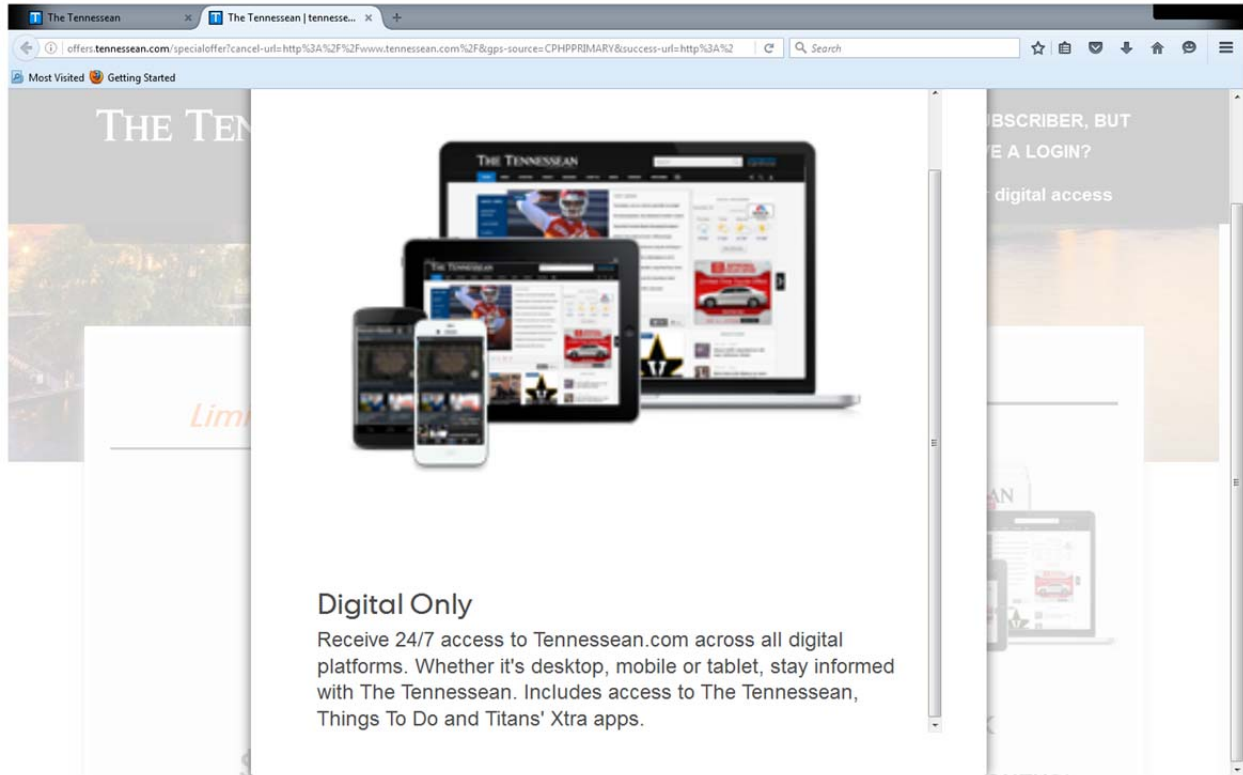 The Tennessean
The Tennessean | tennesse...
offers.tennessean.com/specialoffer?cancel-url=http%3A%2F%2Fwww.tennessean.com%2F&gps-source=CPHPPRIMARY&success-url=http%3A%2
Search
Most Visited Getting Started
THE TEN
BSCRIBER, BUT
E A LOGIN?
digital access
THE TENNESSEAN
THE TENNESSEAN
Limi
AN
Digital Only
Receive 24/7 access to Tennessean.com across all digital
platforms. Whether it's desktop, mobile or tablet, stay informed
with The Tennessean. Includes access to The Tennessean,
Things To Do and Titans' Xtra apps.
K
$